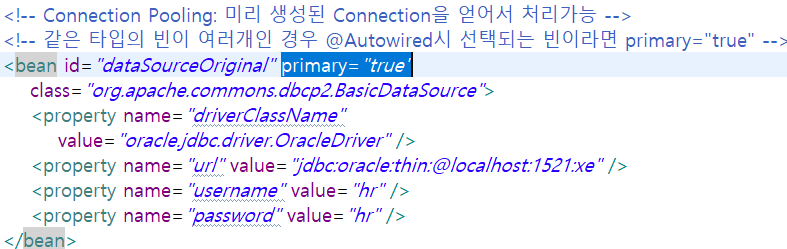 <!-- Connection Pooling: 미리 생성된 Connection을 얻어서 처리가능 -->
<!-- 같은 타입의 빈이 여러개인 경우 @Autowired시 선택되는 빈이라면 primary="true" -->
<bean id="dataSourceOriginal" primary="true"
class="org.apache.commons.dbcp2.BasicDataSource">
<property name="driverClassName"
value="oracle.jdbc.driver.OracleDriver" />
<property name="url" value="jdbc:oracle:thin:@localhost:1521:xe" />
<property name="username" value="hr" />
<property name="password" value="hr" />
</bean>